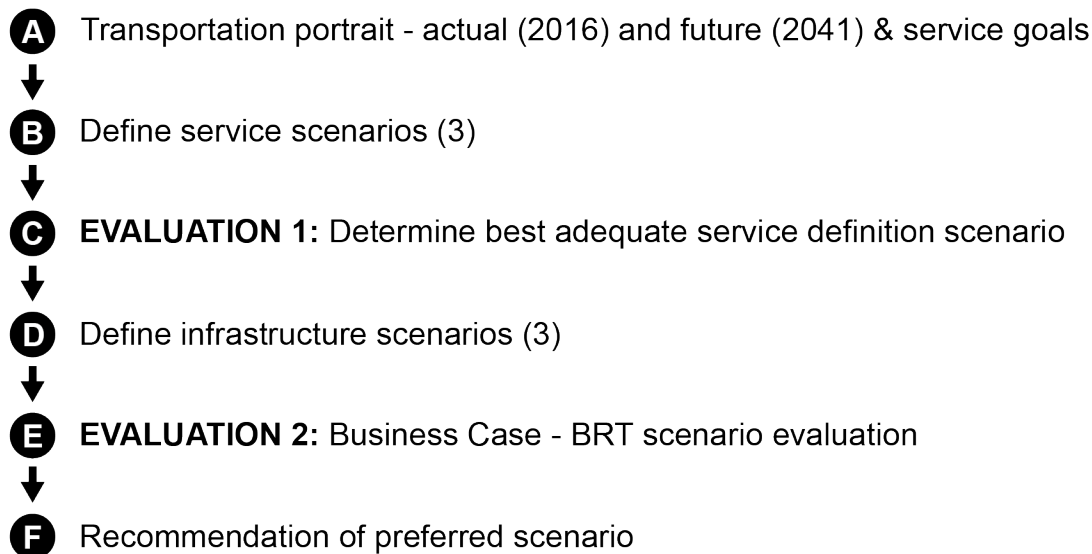 A Transportation portrait - actual (2016) and future (2041) & service goals
B Define service scenarios (3)
C EVALUATION 1: Determine best adequate service definition scenario
D Define infrastructure scenarios (3)
E EVALUATION 2: Business Case - BRT scenario evaluation
F Recommendation of preferred scenario